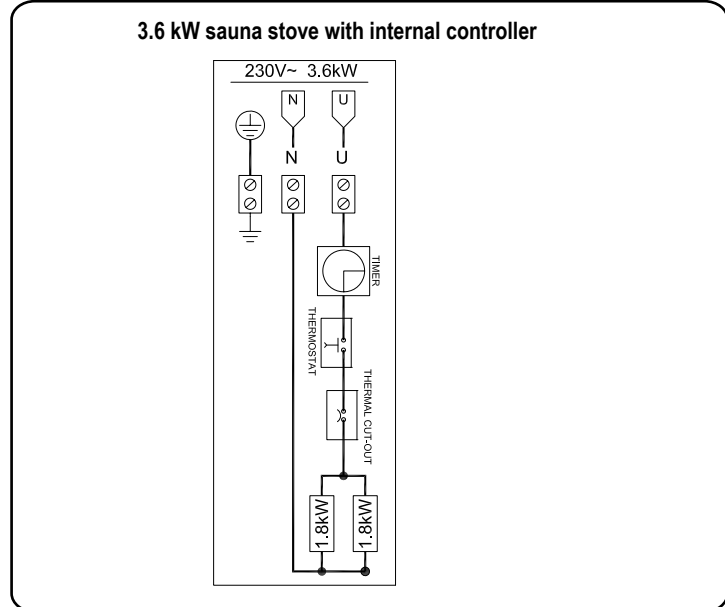 3.6 kW sauna stove with internal controller
230V~ 3.6kW
N
U
N
U
TIMER
THERMOSTAT
THERMAL CUT-OUT
1.8kW
1.8kW